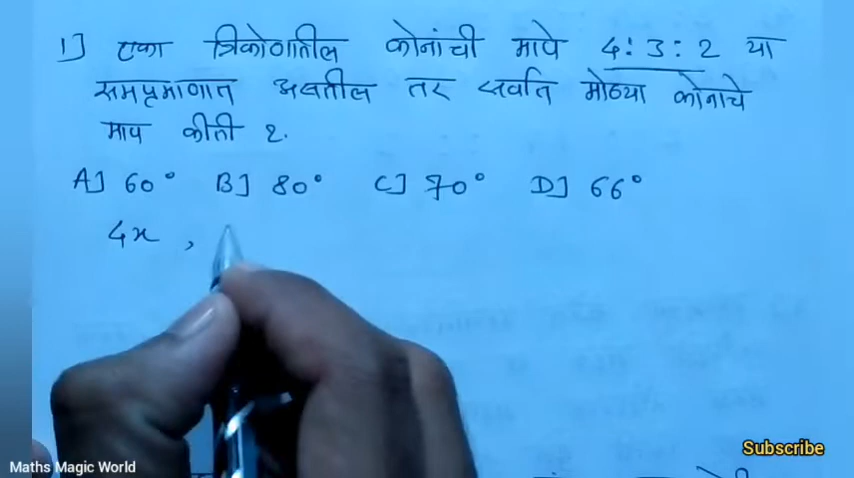 1] एका त्रिकोणातील कोनांची मापे 4:3:2 या
समप्रमाणात असतील तर सर्वात मोठ्या कोनाचे
माप कीती ?.
A] 60° B] 80° C] 70° D] 66°
4x ,
Subscribe
Maths Magic World